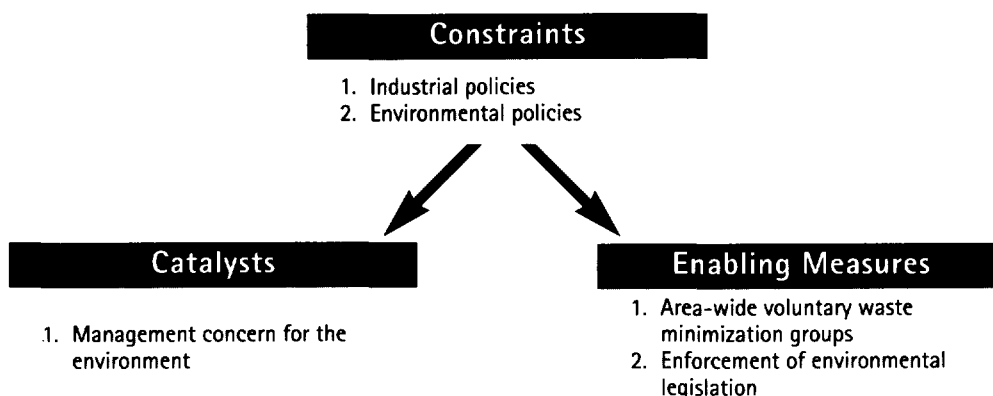 Constraints
1. Industrial policies
2. Environmental policies
Catalysts
1. Management concern for the
environment
Enabling Measures
1. Area-wide voluntary waste
minimization groups
2. Enforcement of environmental
legislation